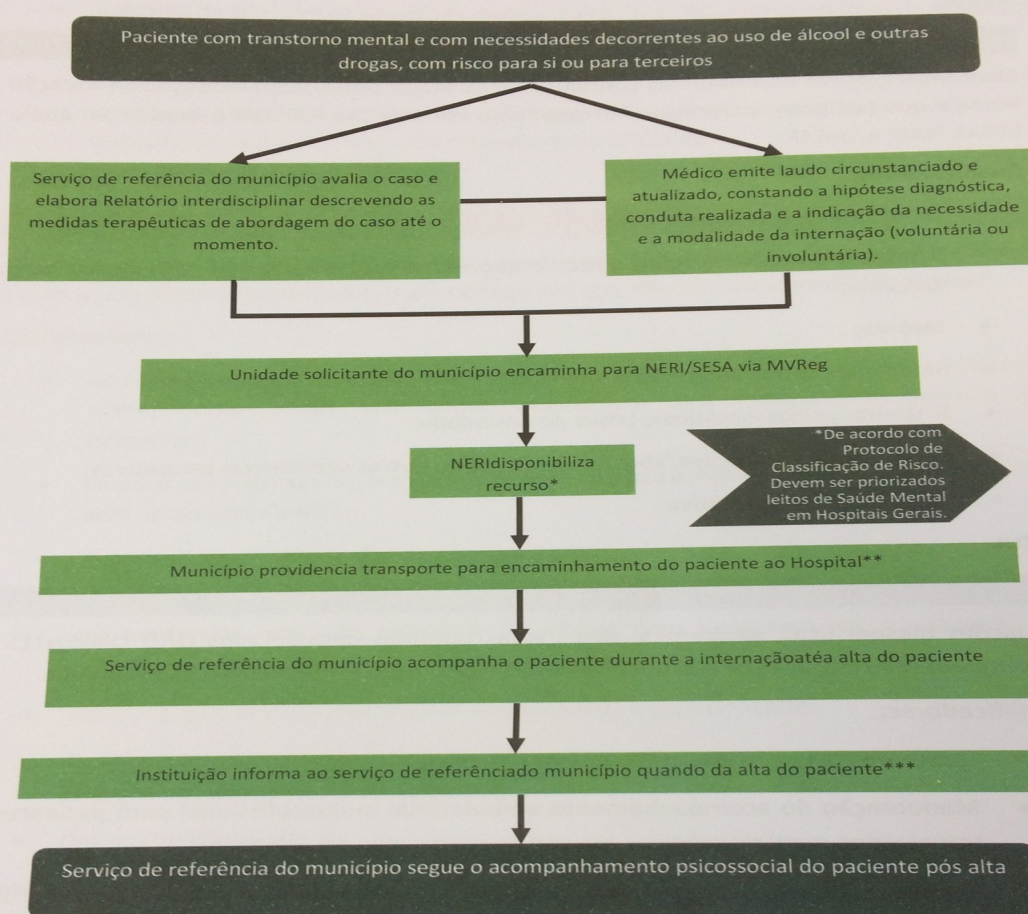 Paciente com transtorno mental e com necessidades decorrentes ao uso de álcool e outras
drogas, com risco para si ou para terceiros
Serviço de referência do município avalia o caso e
elabora Relatório interdisciplinar descrevendo as
medidas terapêuticas de abordagem do caso até o
momento.
Médico emite laudo circunstanciado e
atualizado, constando a hipótese diagnóstica,
conduta realizada e a indicação da necessidade
e a modalidade da internação (voluntária ou
involuntária).
Unidade solicitante do município encaminha para NERI/SESA via MVReg
NERIdisponibiliza
recurso*
*De acordo com
Protocolo de
Classificação de Risco.
Devem ser priorizados
leitos de Saúde Mental
em Hospitais Gerais.
Município providencia transporte para encaminhamento do paciente ao Hospital**
Serviço de referência do município acompanha o paciente durante a internaçãoatéa alta do paciente
Instituição informa ao serviço de referênciado município quando da alta do paciente***
Serviço de referência do município segue o acompanhamento psicossocial do paciente pós alta